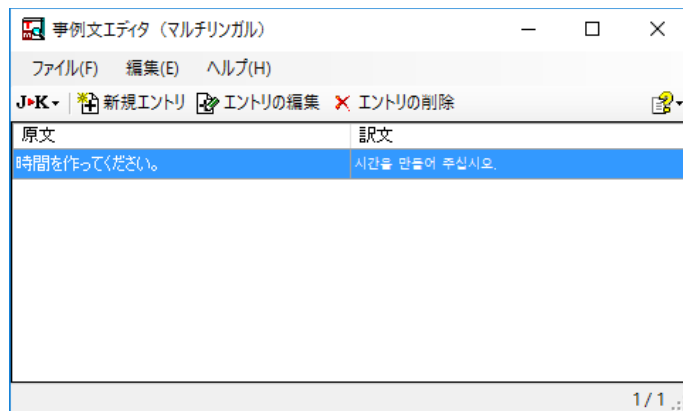 事例文エディタ (マルチリンガル)
ファイル(F) 編集(E) ヘルプ(H)
J▶K 新規エントリ エントリの編集 エントリの削除
原文 訳文
時間を作ってください。 시간을 만들어 주십시오.
1 / 1